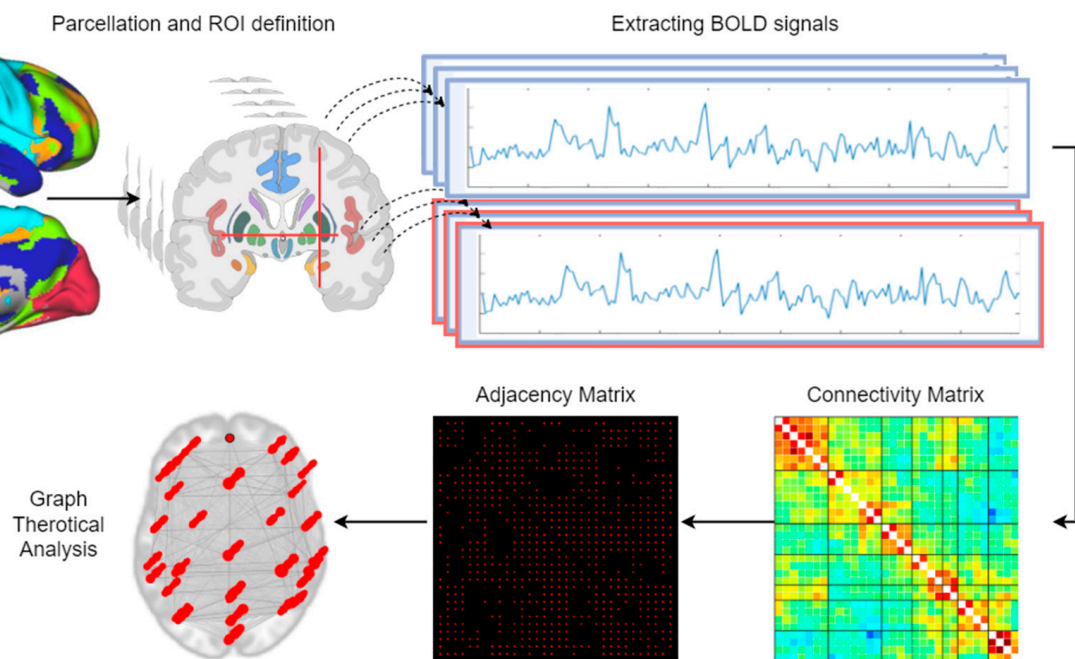 Parcellation and ROI definition
Extracting BOLD signals
Adjacency Matrix
Connectivity Matrix
Graph
Therotical
Analysis